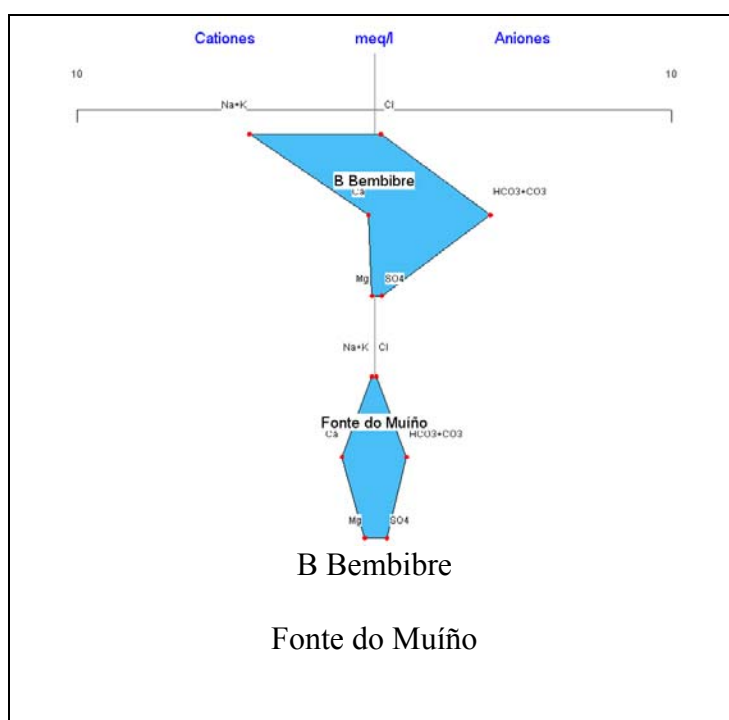 Cationes meq/l Aniones
10 10
Na+K Cl
B Bembibre
Ca HCO3+CO3
Mg SO4
Na+K Cl
Fonte do Muíño
Ca HCO3+CO3
Mg SO4
B Bembibre
Fonte do Muíño